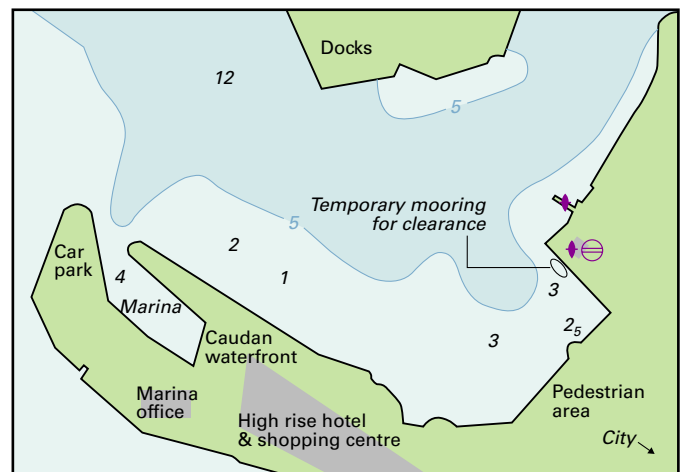 Docks
12
5
Temporary mooring
for clearance
5
2
1
Car
park
4
Marina
3
3
2₅
Caudan
waterfront
Marina
office
High rise hotel
& shopping centre
Pedestrian
area
City